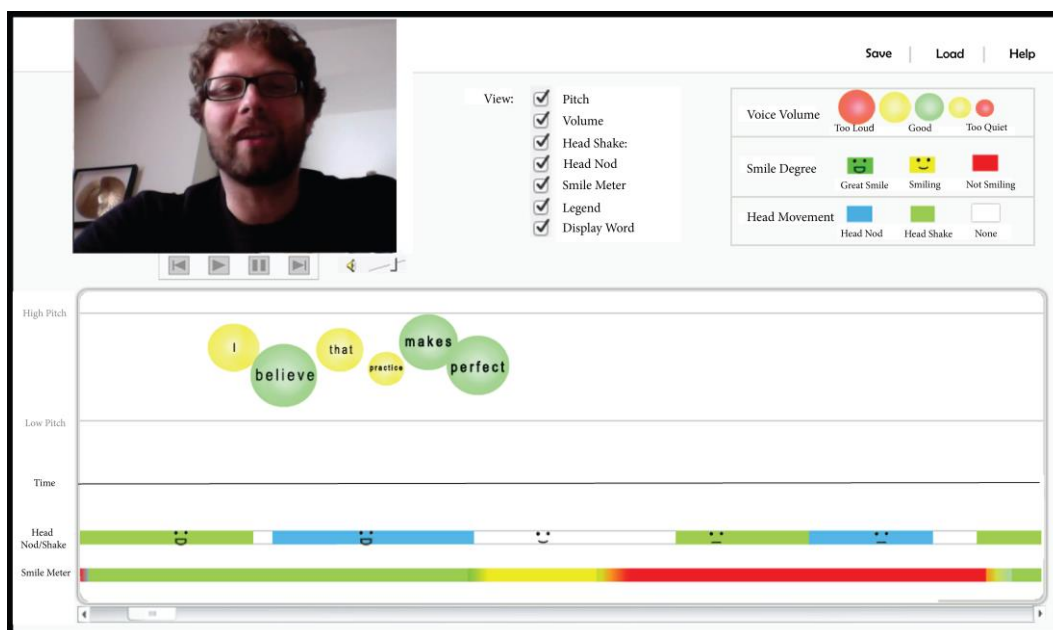 Save | Load | Help
View:
Pitch
Volume
Head Shake:
Head Nod
Smile Meter
Legend
Display Word
Voice Volume
Too Loud Good Too Quiet
Smile Degree
Great Smile Smiling Not Smiling
Head Movement
Head Nod Head Shake None
High Pitch
I believe that practice makes perfect
Low Pitch
Time
Head
Nod/Shake
Smile Meter